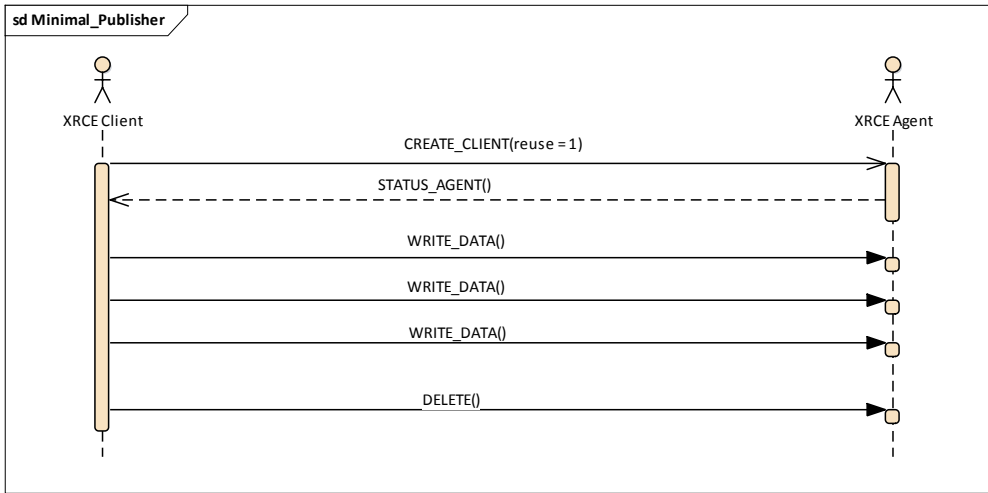 sd Minimal_Publisher
XRCE Client
XRCE Agent
CREATE_CLIENT(reuse = 1)
STATUS_AGENT()
WRITE_DATA()
WRITE_DATA()
WRITE_DATA()
DELETE()